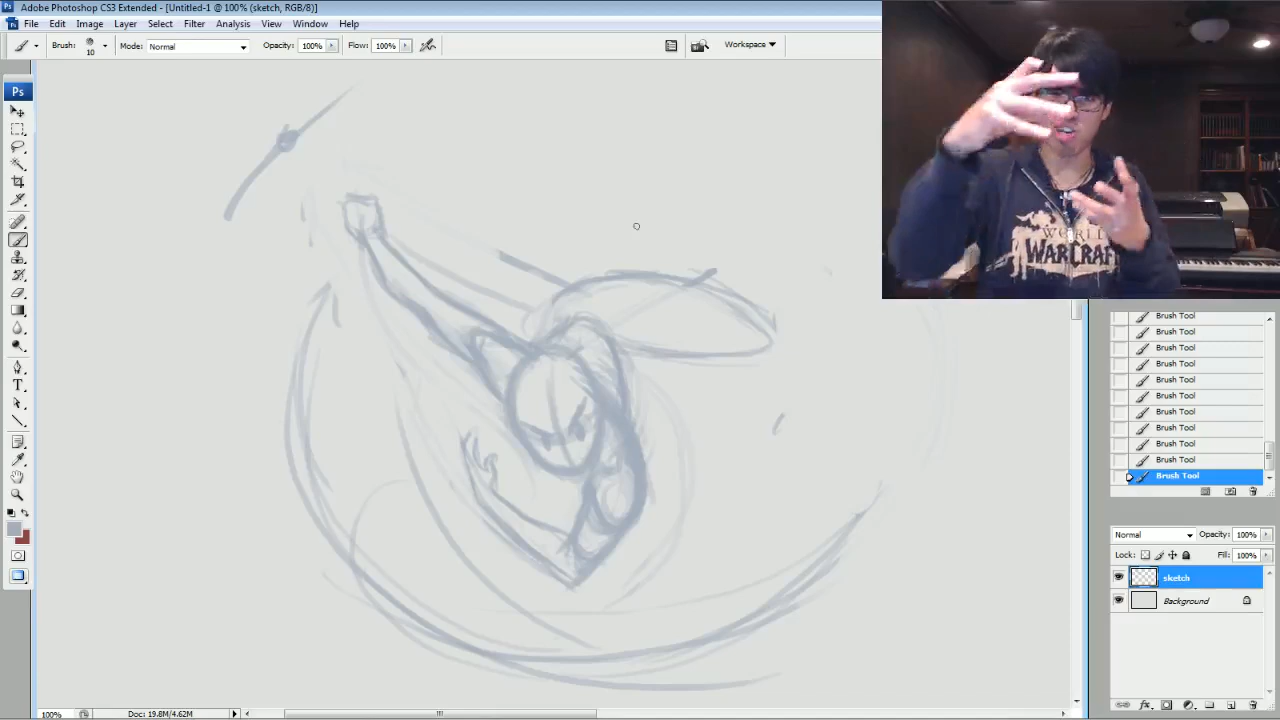 Adobe Photoshop CS3 Extended - [Untitled-1 @ 100% (sketch, RGB/8)]
File Edit Image Layer Select Filter Analysis View Window Help
Brush: 10 Mode: Normal Opacity: 100% Flow: 100% Workspace
Ps
T
WORLD
WARCRAFT
Brush Tool
Brush Tool
Brush Tool
Brush Tool
Brush Tool
Brush Tool
Brush Tool
Brush Tool
Brush Tool
Brush Tool
Brush Tool
Normal Opacity: 100%
Lock: Fill: 100%
sketch
Background
100% Doc: 19.8M/4.62M